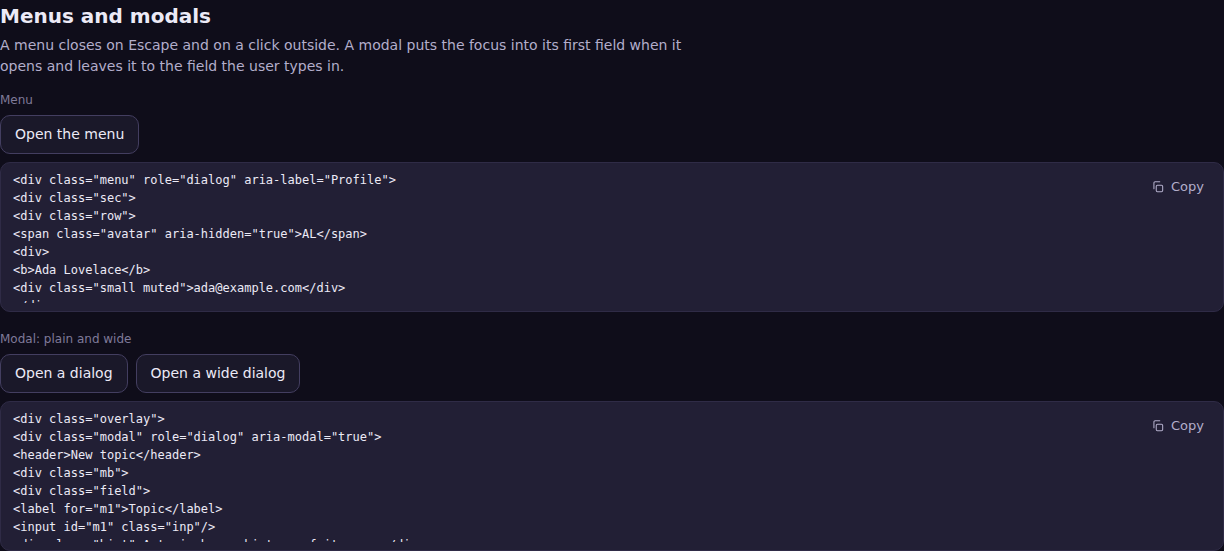 Menus and modals
A menu closes on Escape and on a click outside. A modal puts the focus into its first field when it
opens and leaves it to the field the user types in.
Menu
Open the menu
<div class="menu" role="dialog" aria-label="Profile">
Copy
<div class="sec">
<div class="row">
<span class="avatar" aria-hidden="true">AL</span>
<div>
<b>Ada Lovelace</b>
<div class="small muted">ada@example.com</div>
Modal: plain and wide
Open a dialog
Open a wide dialog
<div class="overlay">
Copy
<div class="modal" role="dialog" aria-modal="true">
<header>New topic</header>
<div class="mb">
<div class="field">
<label for="m1">Topic</label>
<input id="m1" class="inp"/>